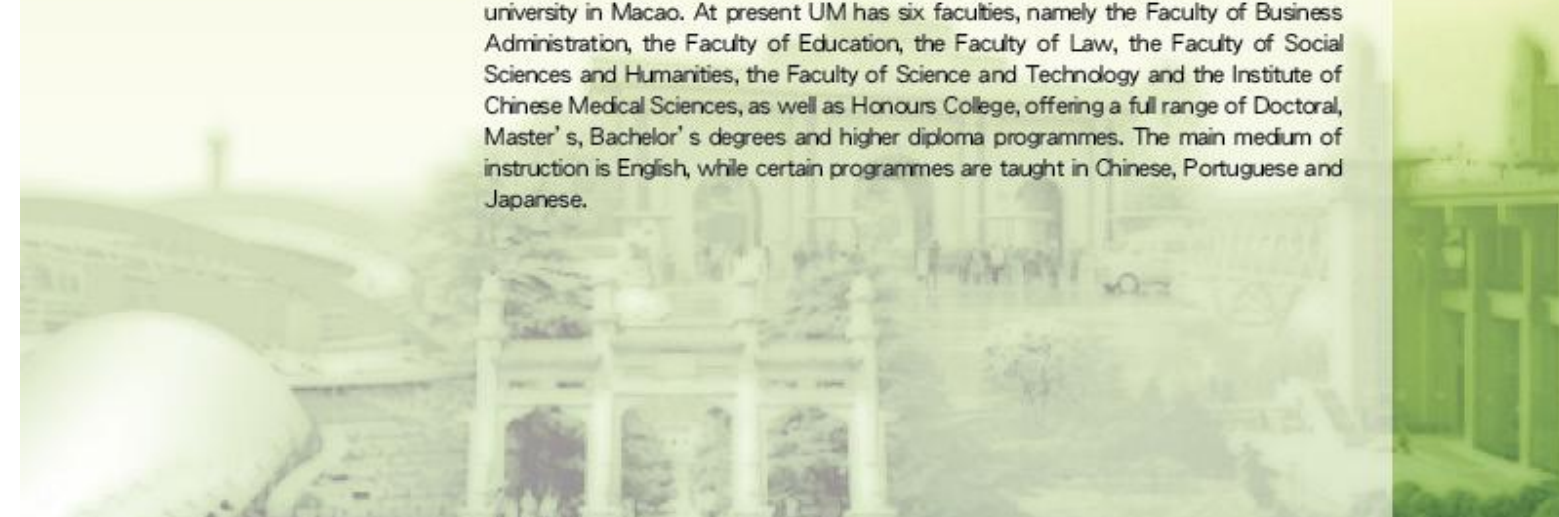 university in Macao. At present UM has six faculties, namely the Faculty of Business
Administration, the Faculty of Education, the Faculty of Law, the Faculty of Social
Sciences and Humanities, the Faculty of Science and Technology and the Institute of
Chinese Medical Sciences, as well as Honours College, offering a full range of Doctoral,
Master's, Bachelor's degrees and higher diploma programmes. The main medium of
instruction is English, while certain programmes are taught in Chinese, Portuguese and
Japanese.